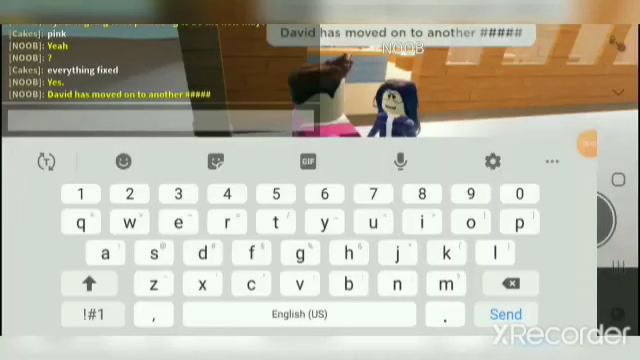 [Cakes]: pink
[NOOB]: Yeah
[NOOB]: ?
[Cakes]: everything fixed
[NOOB]: Yes.
[NOOB]: David has moved on to another #####
David has moved on to another #####
NOOB
GIF
1 2 3 4 5 6 7 8 9 0
q w e r t y u i o p
a s d f g h j k l
z x c v b n m
!#1 , English (US) . Send
XRecorder